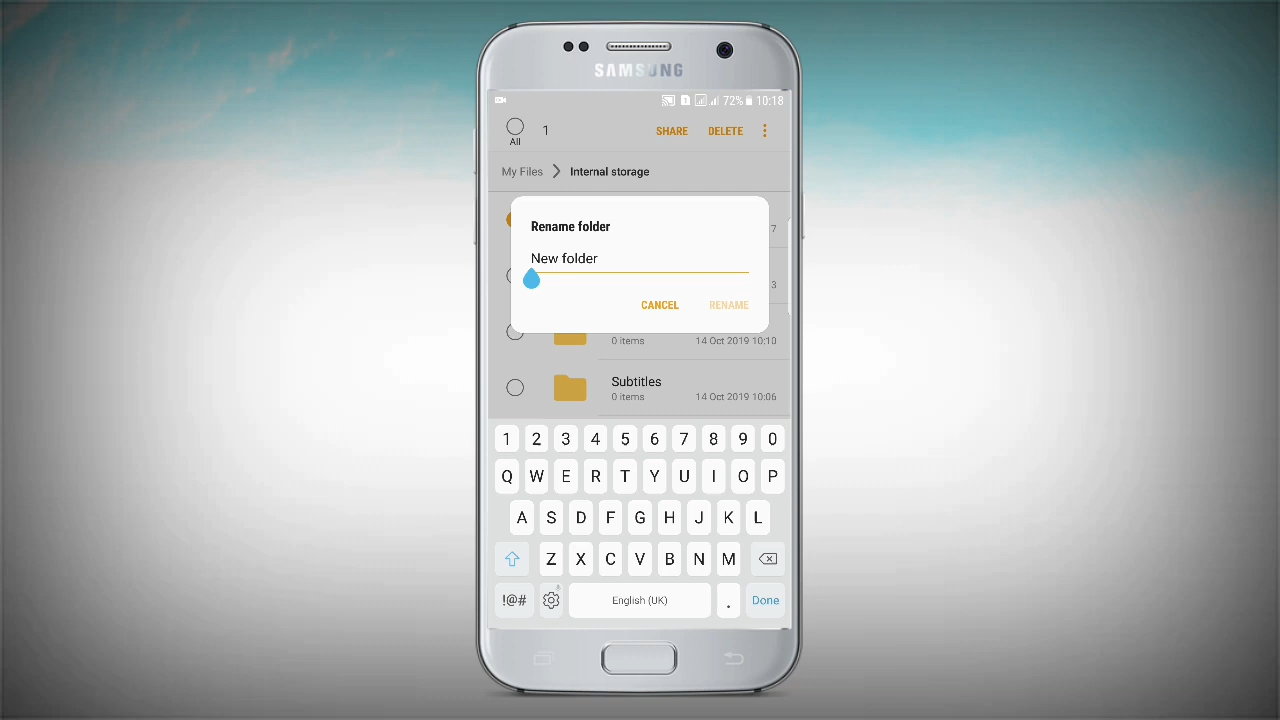 SAMSUNG
72% 10:18
All 1 SHARE DELETE
My Files Internal storage
7
Rename folder
New folder
3
CANCEL RENAME
0 items 14 Oct 2019 10:10
Subtitles
0 items 14 Oct 2019 10:06
1 2 3 4 5 6 7 8 9 0
Q W E R T Y U I O P
A S D F G H J K L
Z X C V B N M
!@# English (UK) . Done